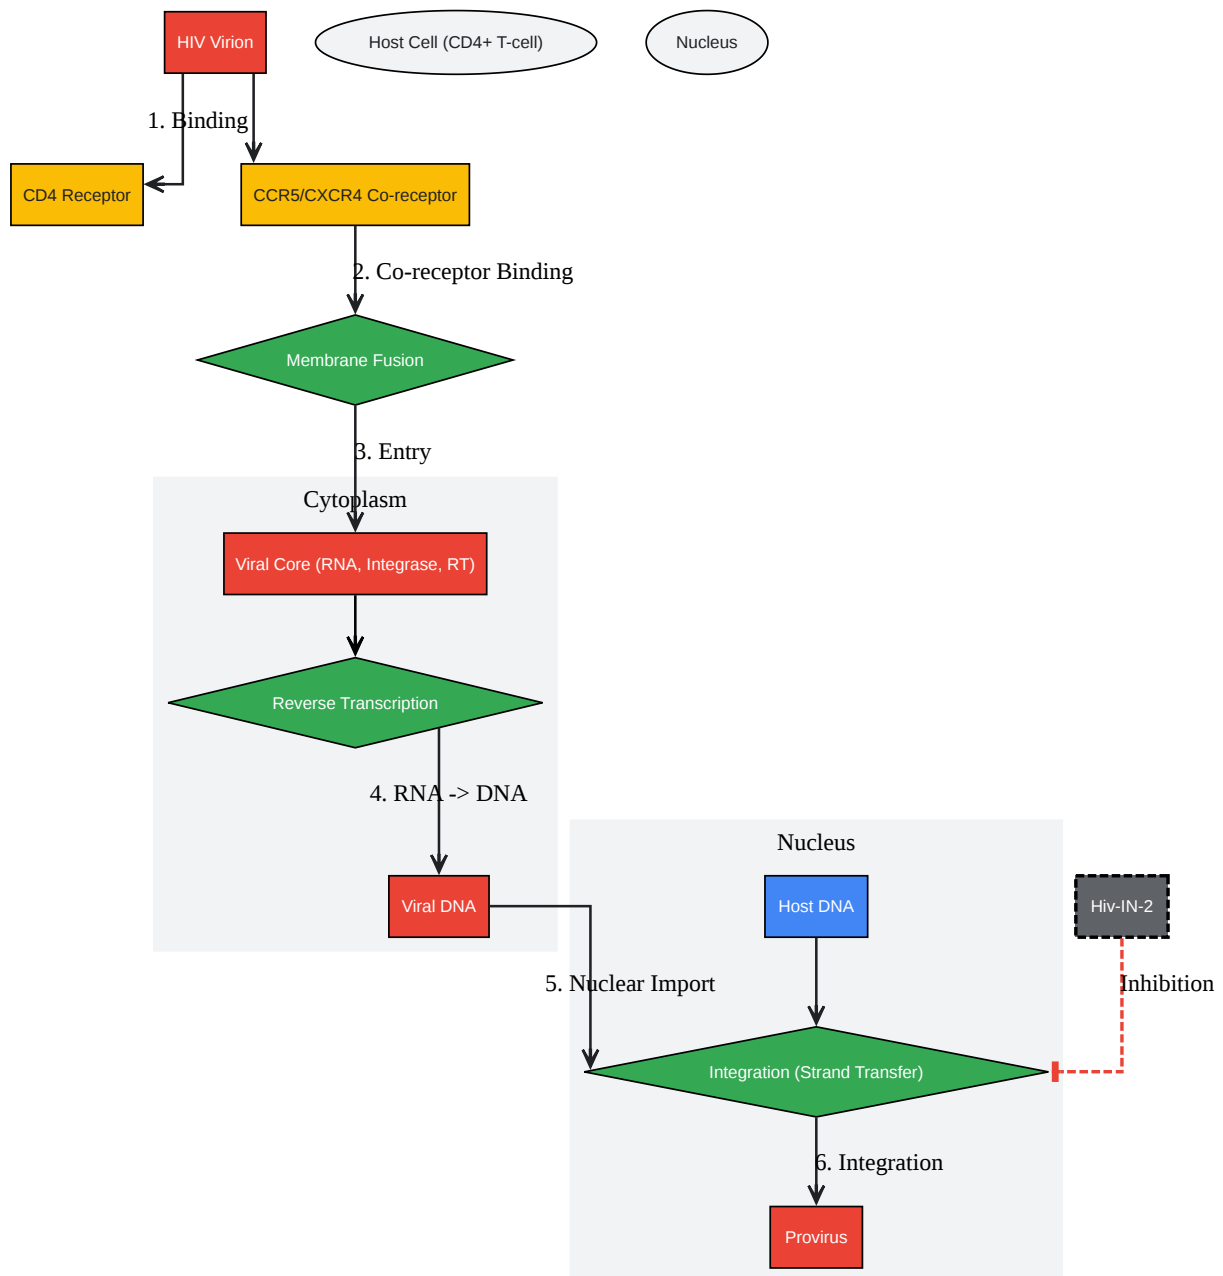 HIV Virion
Host Cell (CD4+ T-cell)
Nucleus
1. Binding
CD4 Receptor
CCR5/CXCR4 Co-receptor
2. Co-receptor Binding
Membrane Fusion
3. Entry
Cytoplasm
Viral Core (RNA, Integrase, RT)
Reverse Transcription
4. RNA -> DNA
Nucleus
Viral DNA
Host DNA
Hiv-IN-2
5. Nuclear Import
Inhibition
Integration (Strand Transfer)
6. Integration
Provirus